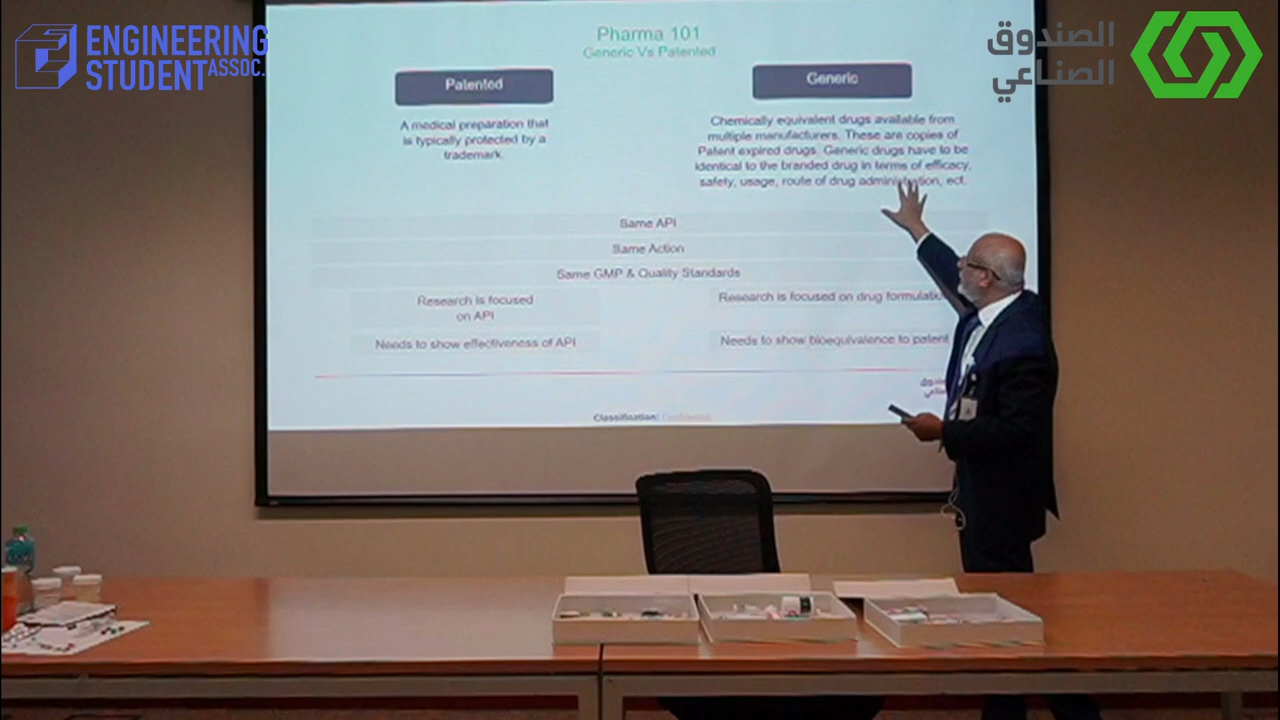 ENGINEERING
STUDENT ASSOC.
الصندوق
الصناعي
Pharma 101
Generic Vs Patented
Patented
Generic
A medical preparation that
is typically protected by a
trademark.
Chemically equivalent drugs available from
multiple manufacturers. These are copies of
Patent expired drugs. Generic drugs have to be
identical to the branded drug in terms of efficacy,
safety, usage, route of drug administration, ect.
Same API
Same Action
Same GMP & Quality Standards
Research is focused
on API
Research is focused on drug formulatio
Needs to show effectiveness of API
Needs to show bioequivalence to patent
Classification: Confidential